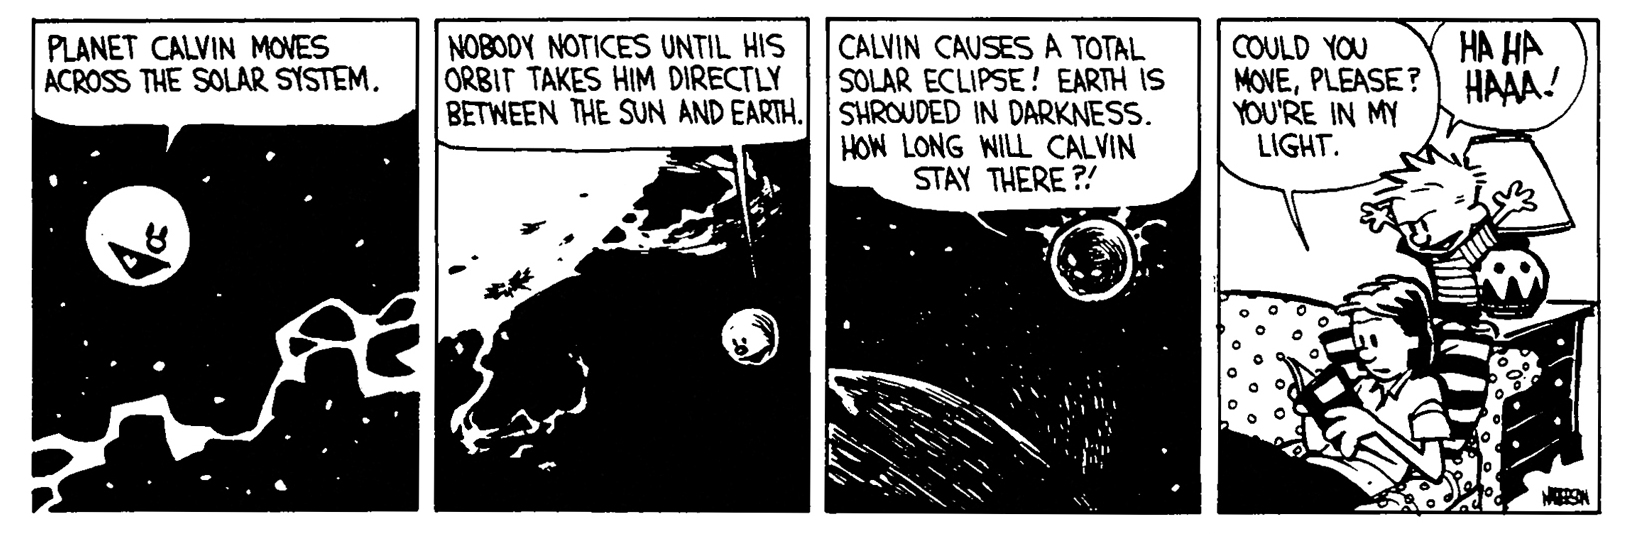 PLANET CALVIN MOVES
ACROSS THE SOLAR SYSTEM.
NOBODY NOTICES UNTIL HIS
ORBIT TAKES HIM DIRECTLY
BETWEEN THE SUN AND EARTH.
CALVIN CAUSES A TOTAL
SOLAR ECLIPSE! EARTH IS
SHROUDED IN DARKNESS.
HOW LONG WILL CALVIN
STAY THERE?!
COULD YOU
MOVE, PLEASE?
YOU'RE IN MY
LIGHT.
HA HA
HAAA!
WATTERSON